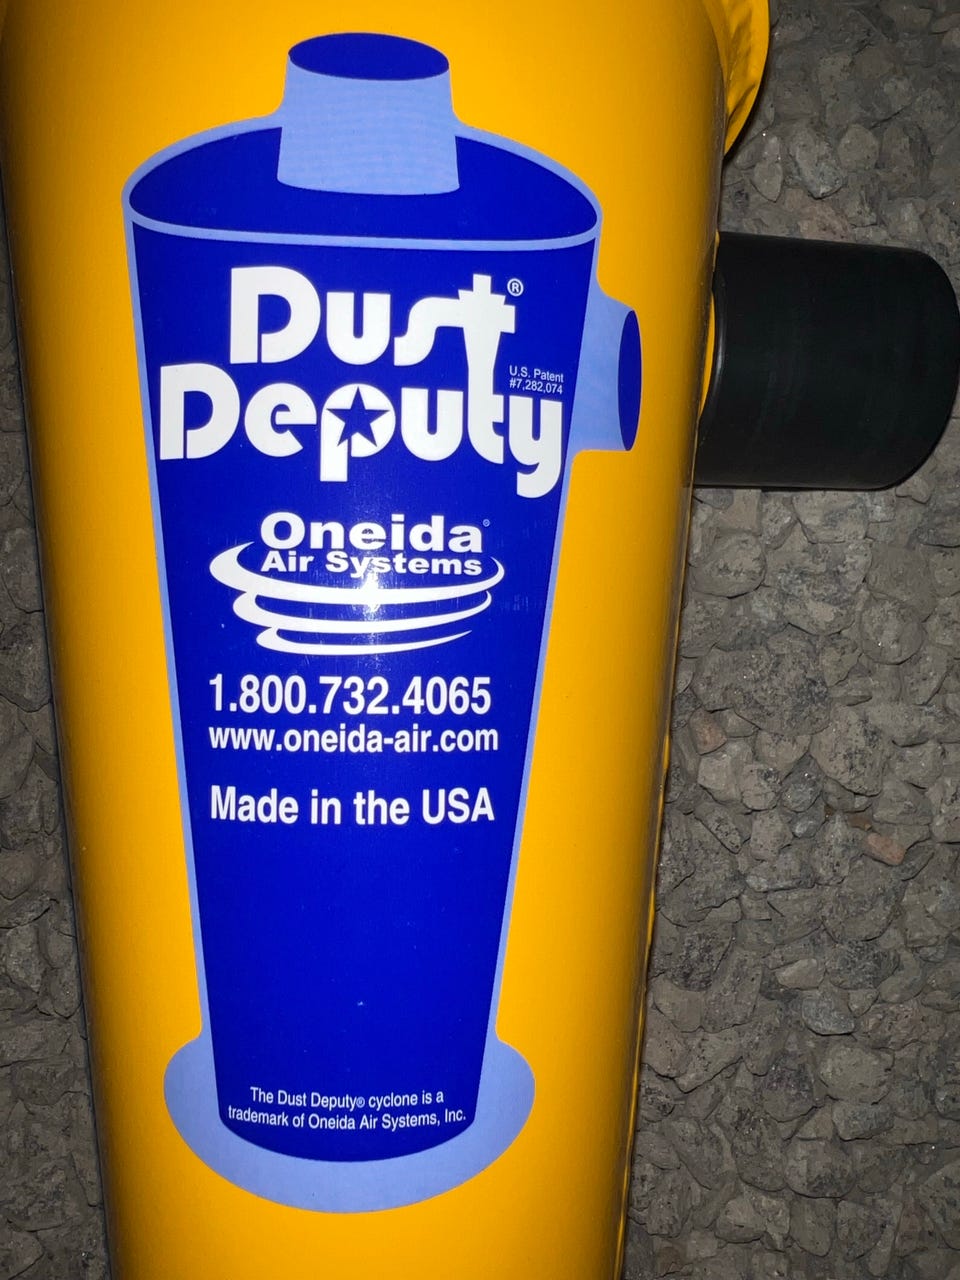 Dust®
U.S. Patent
#7,282,074
Deputy
Oneida®
Air Systems
1.800.732.4065
www.oneida-air.com
Made in the USA
The Dust Deputy® cyclone is a
trademark of Oneida Air Systems, Inc.